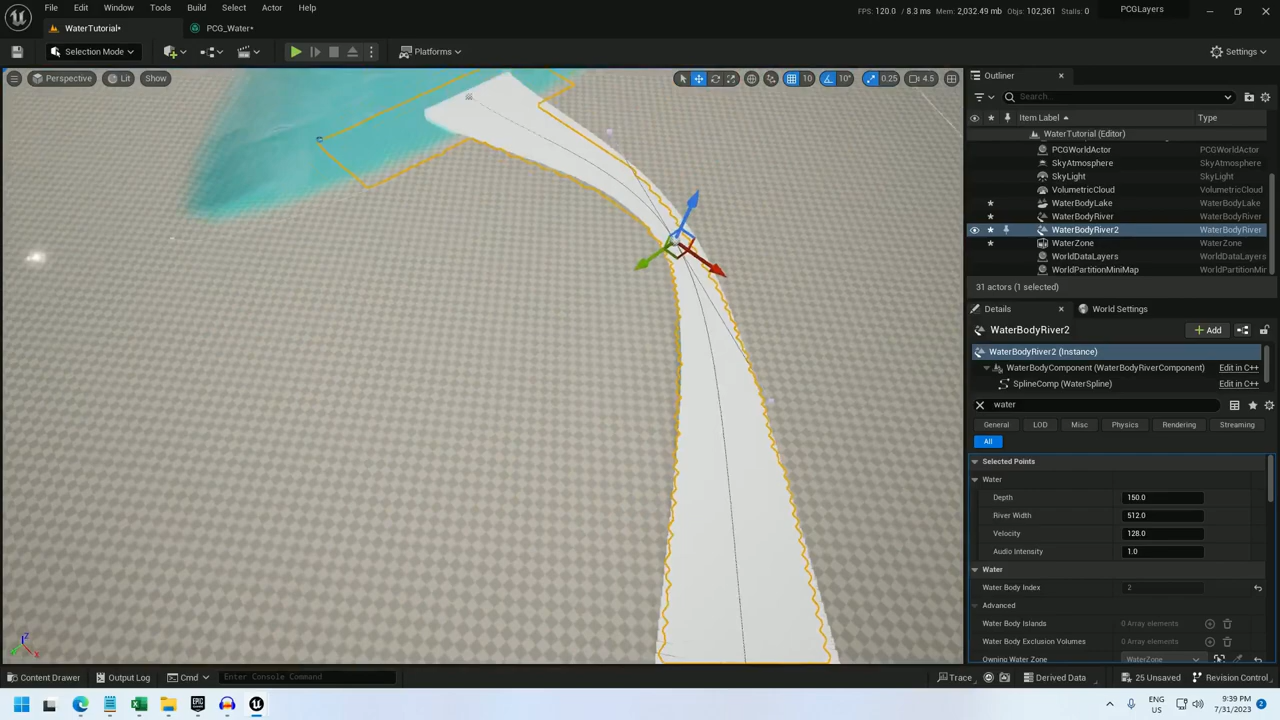 File Edit Window Tools Build Select Actor Help
FPS: 120.0 / 8.3 ms Mem: 2,032.49 mb Objs: 102,361 Stalls: 0 PCGLayers
WaterTutorial* PCG_Water*
Selection Mode Platforms Settings
Perspective Lit Show 10 10° 0.25 4.5
Outliner
Search...
Item Label Type
WaterTutorial (Editor)
PCGWorldActor PCGWorldActor
SkyAtmosphere SkyAtmosphere
SkyLight SkyLight
VolumetricCloud VolumetricCloud
WaterBodyLake WaterBodyLake
WaterBodyRiver WaterBodyRiver
WaterBodyRiver2 WaterBodyRiver
WaterZone WaterZone
WorldDataLayers WorldDataLayers
WorldPartitionMiniMap WorldPartitionMi
31 actors (1 selected)
Details World Settings
WaterBodyRiver2 Add
WaterBodyRiver2 (Instance)
WaterBodyComponent (WaterBodyRiverComponent) Edit in C++
SplineComp (WaterSpline) Edit in C++
water
General LOD Misc Physics Rendering Streaming
All
Selected Points
Water
Depth 150.0
River Width 512.0
Velocity 128.0
Audio Intensity 1.0
Water
Water Body Index 2
Advanced
Water Body Islands 0 Array elements
Water Body Exclusion Volumes 0 Array elements
Owning Water Zone WaterZone
Content Drawer Output Log Cmd Enter Console Command Trace Derived Data 25 Unsaved Revision Control
ENG
US
9:39 PM
7/31/2023
2